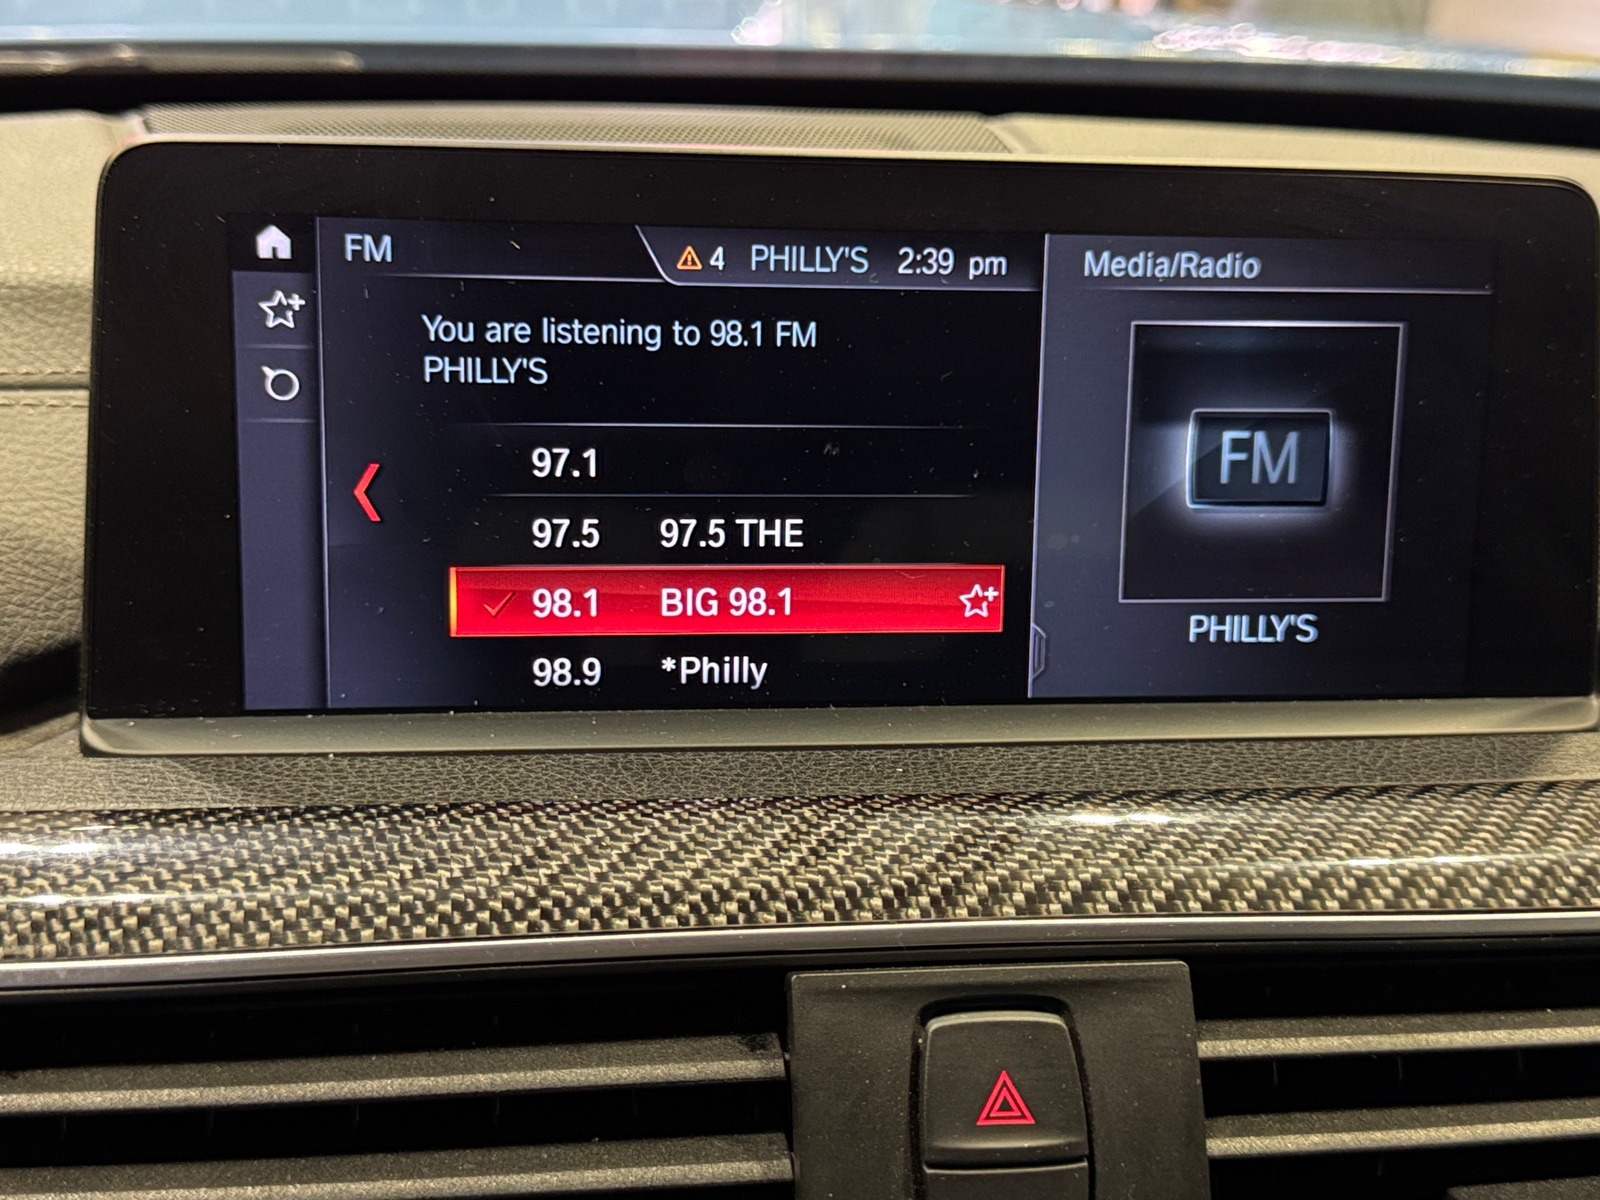 FM
4 PHILLY'S 2:39 pm
Media/Radio
You are listening to 98.1 FM
PHILLY'S
97.1
97.5 97.5 THE
98.1 BIG 98.1
98.9 *Philly
FM
PHILLY'S